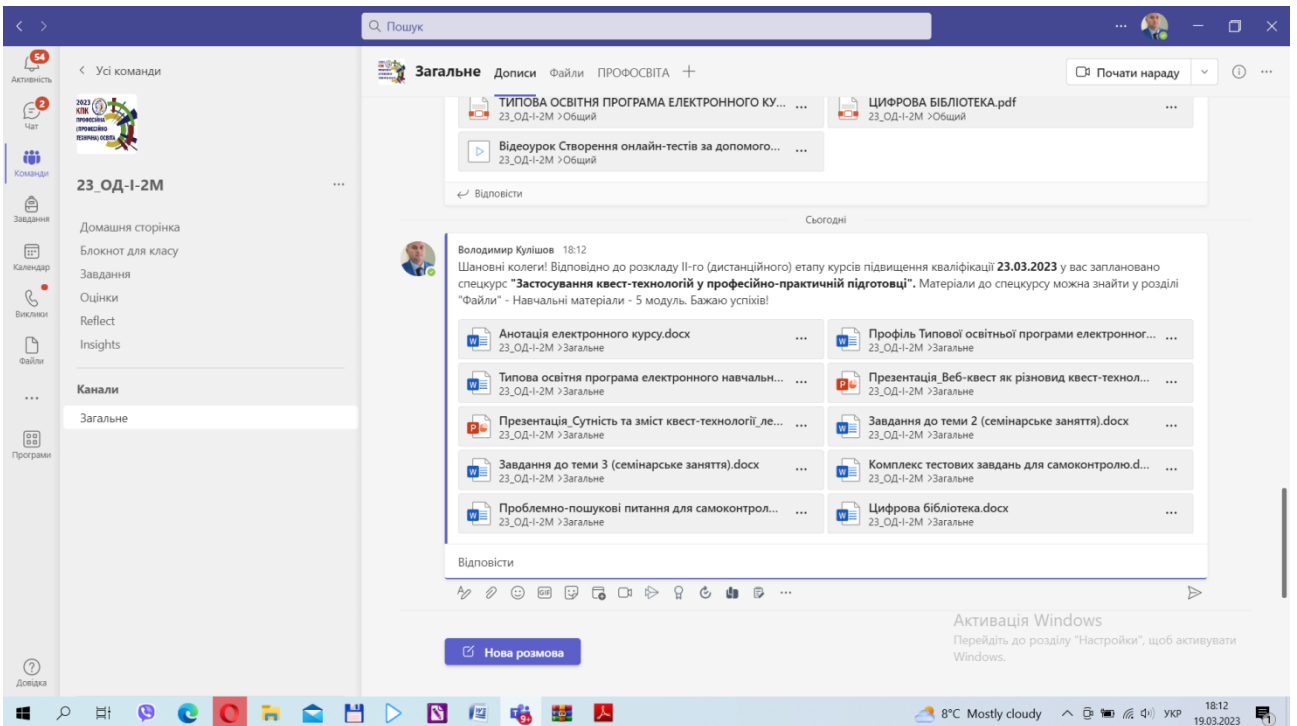 Пошук
54
Активність
2
Чат
Команди
Завдання
Календар
Виклики
Файли
Програми
Довідка
Усі команди
2023
КПК
ПРОФЕСІЙНА
(ПРОФЕСІЙНО
ТЕХНІЧНА) ОСВІТА
23_ОД-І-2М
Домашня сторінка
Блокнот для класу
Завдання
Оцінки
Reflect
Insights
Канали
Загальне
Загальне Дописи Файли ПРОФОСВІТА
Почати нараду
ТИПОВА ОСВІТНЯ ПРОГРАМА ЕЛЕКТРОННОГО КУ...
23_ОД-І-2М >Общий
ЦИФРОВА БІБЛІОТЕКА.pdf
23_ОД-І-2М >Общий
Відеоурок Створення онлайн-тестів за допомого...
23_ОД-І-2М >Общий
Відповісти
Сьогодні
Володимир Кулішов 18:12
Шановні колеги! Відповідно до розкладу ІІ-го (дистанційного) етапу курсів підвищення кваліфікації 23.03.2023 у вас заплановано
спецкурс "Застосування квест-технологій у професійно-практичній підготовці". Матеріали до спецкурсу можна знайти у розділі
"Файли" - Навчальні матеріали - 5 модуль. Бажаю успіхів!
Анотація електронного курсу.docx
23_ОД-І-2М >Загальне
Профіль Типової освітньої програми електронног...
23_ОД-І-2М >Загальне
Типова освітня програма електронного навчальн...
23_ОД-І-2М >Загальне
Презентація_Веб-квест як різновид квест-технол...
23_ОД-І-2М >Загальне
Презентація_Сутність та зміст квест-технології_ле...
23_ОД-І-2М >Загальне
Завдання до теми 2 (семінарське заняття).docx
23_ОД-І-2М >Загальне
Завдання до теми 3 (семінарське заняття).docx
23_ОД-І-2М >Загальне
Комплекс тестових завдань для самоконтролю.d...
23_ОД-І-2М >Загальне
Проблемно-пошукові питання для самоконтрол...
23_ОД-І-2М >Загальне
Цифрова бібліотека.docx
23_ОД-І-2М >Загальне
Відповісти
GIF
Нова розмова
Активація Windows
Перейдіть до розділу "Настройки", щоб активувати
Windows.
9+
8°C Mostly cloudy
УКР
18:12
19.03.2023
1